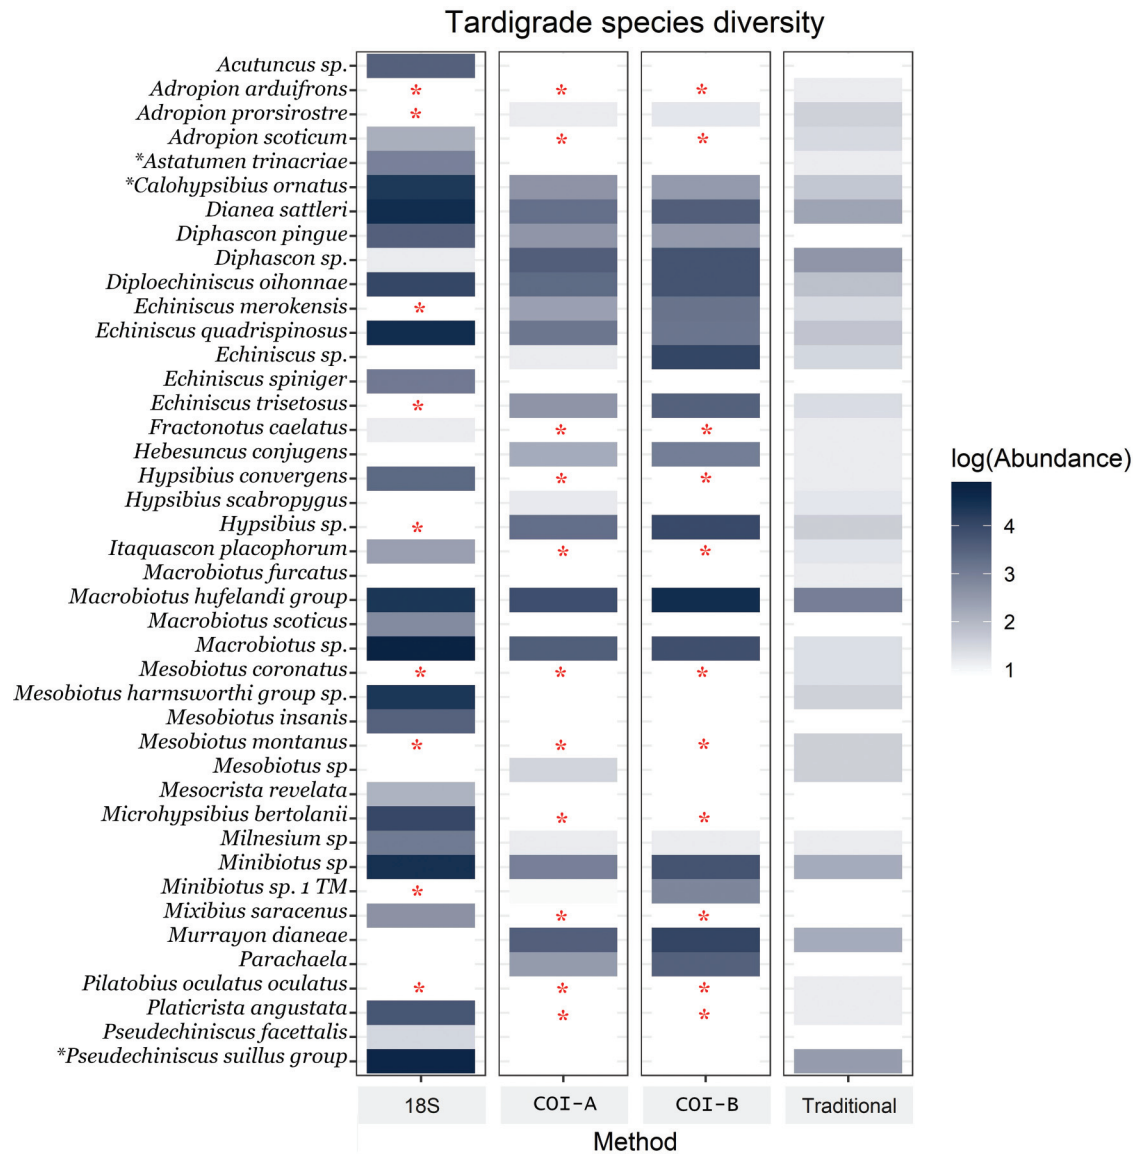 Tardigrade species diversity
Acutuncus sp.
Adropion arduifrons
* * *
Adropion prorsirostre
*
Adropion scoticum
* *
*Astatumen trinacriae
*Calohypsibius ornatus
Dianea sattleri
Diphascon pingue
Diphascon sp.
Diploechiniscus oihonnae
Echiniscus merokensis
*
Echiniscus quadrispinosus
Echiniscus sp.
Echiniscus spiniger
Echiniscus trisetosus
*
Fractonotus caelatus
* *
Hebesuncus conjugens
Hypsibius convergens
* *
Hypsibius scabropygus
Hypsibius sp.
*
Itaquascon placophorum
* *
Macrobiotus furcatus
Macrobiotus hufelandi group
Macrobiotus scoticus
Macrobiotus sp.
Mesobiotus coronatus
* * *
Mesobiotus harmsworthi group sp.
Mesobiotus insanis
Mesobiotus montanus
* * *
Mesobiotus sp
Mesocrista revelata
Microhypsibius bertolanii
* *
Milnesium sp
Minibiotus sp
Minibiotus sp. 1 TM
*
Mixibius saracenus
* *
Murrayon dianeae
Parachaela
Pilatobius oculatus oculatus
* * *
Platicrista angustata
* *
Pseudechiniscus facettalis
*Pseudechiniscus suillus group
18S
COI-A
COI-B
Traditional
Method
log(Abundance)
4
3
2
1